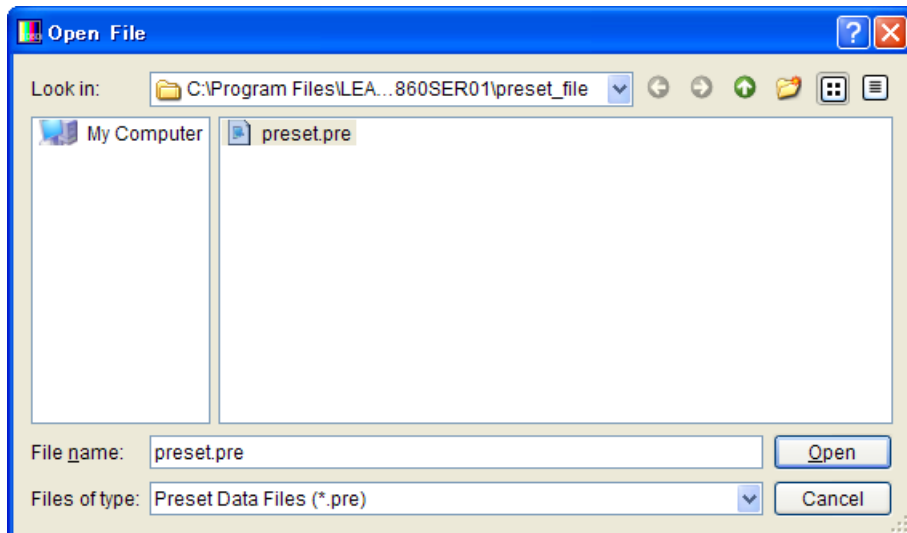 Open File
Look in: C:\Program Files\LEA...860SER01\preset_file
My Computer
preset.pre
File name: preset.pre
Open
Files of type: Preset Data Files (*.pre)
Cancel